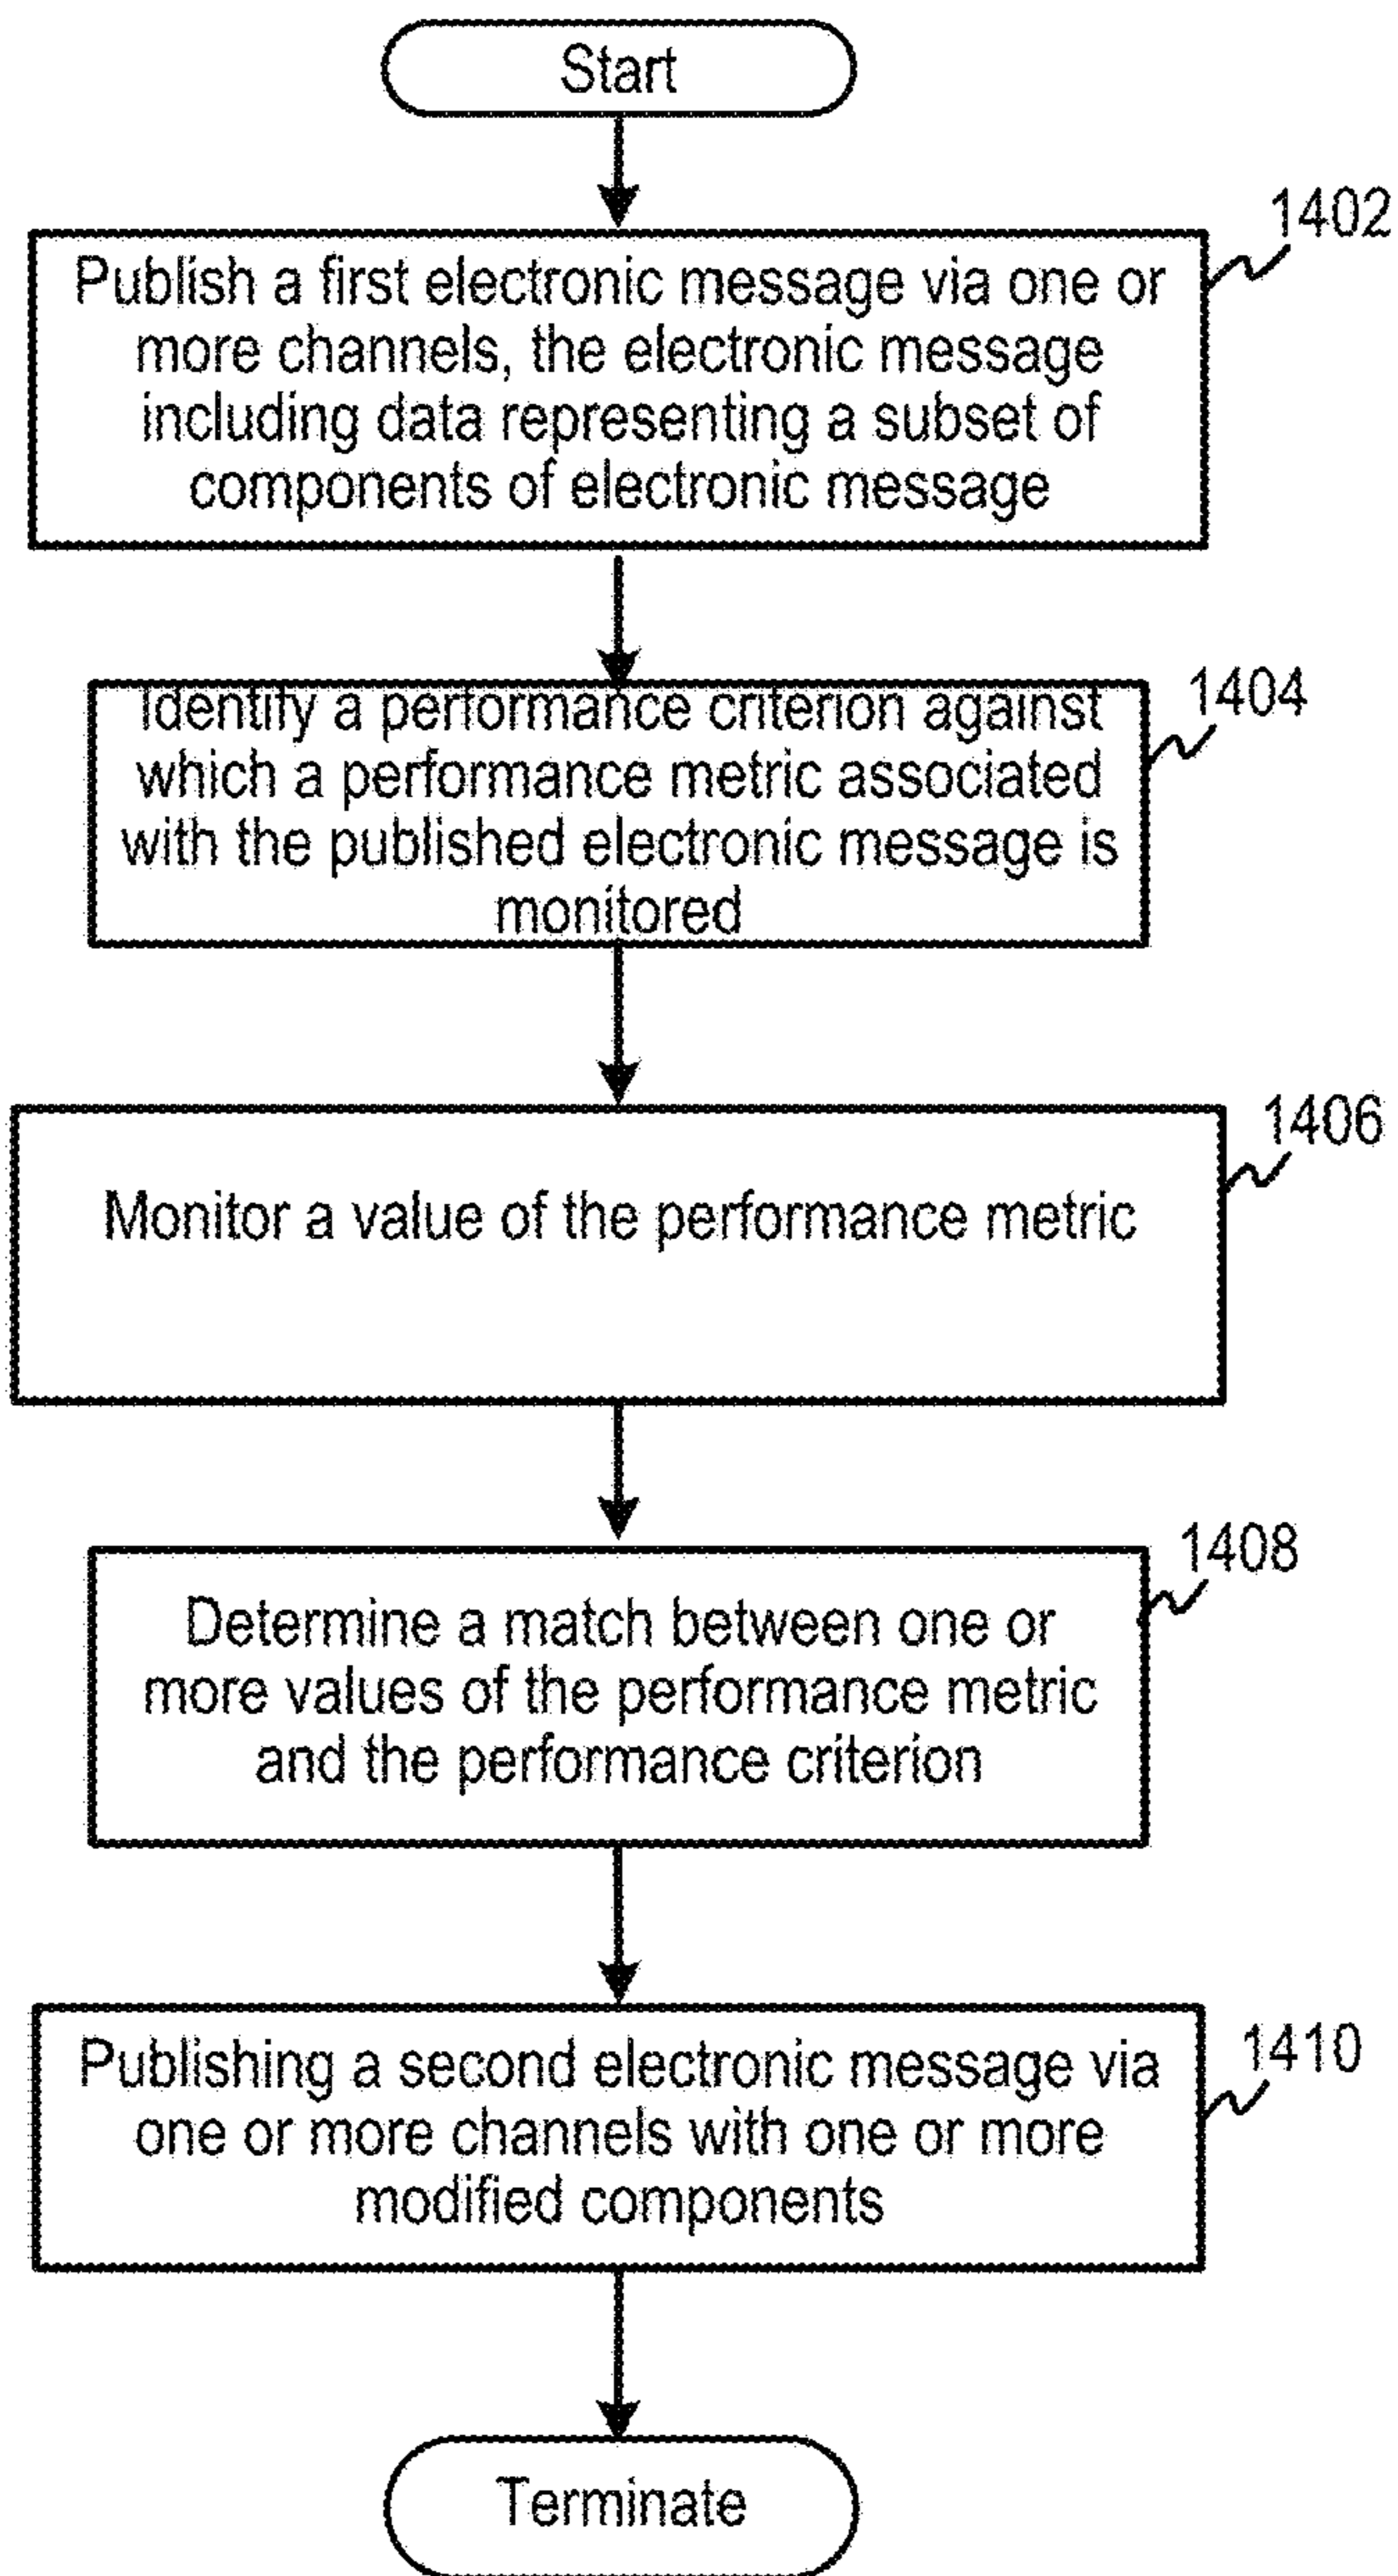 Start
1402
Publish a first electronic message via one or
more channels, the electronic message
including data representing a subset of
components of electronic message
1404
Identify a performance criterion against
which a performance metric associated
with the published electronic message is
monitored
1406
Monitor a value of the performance metric
1408
Determine a match between one or
more values of the performance metric
and the performance criterion
1410
Publishing a second electronic message via
one or more channels with one or more
modified components
Terminate